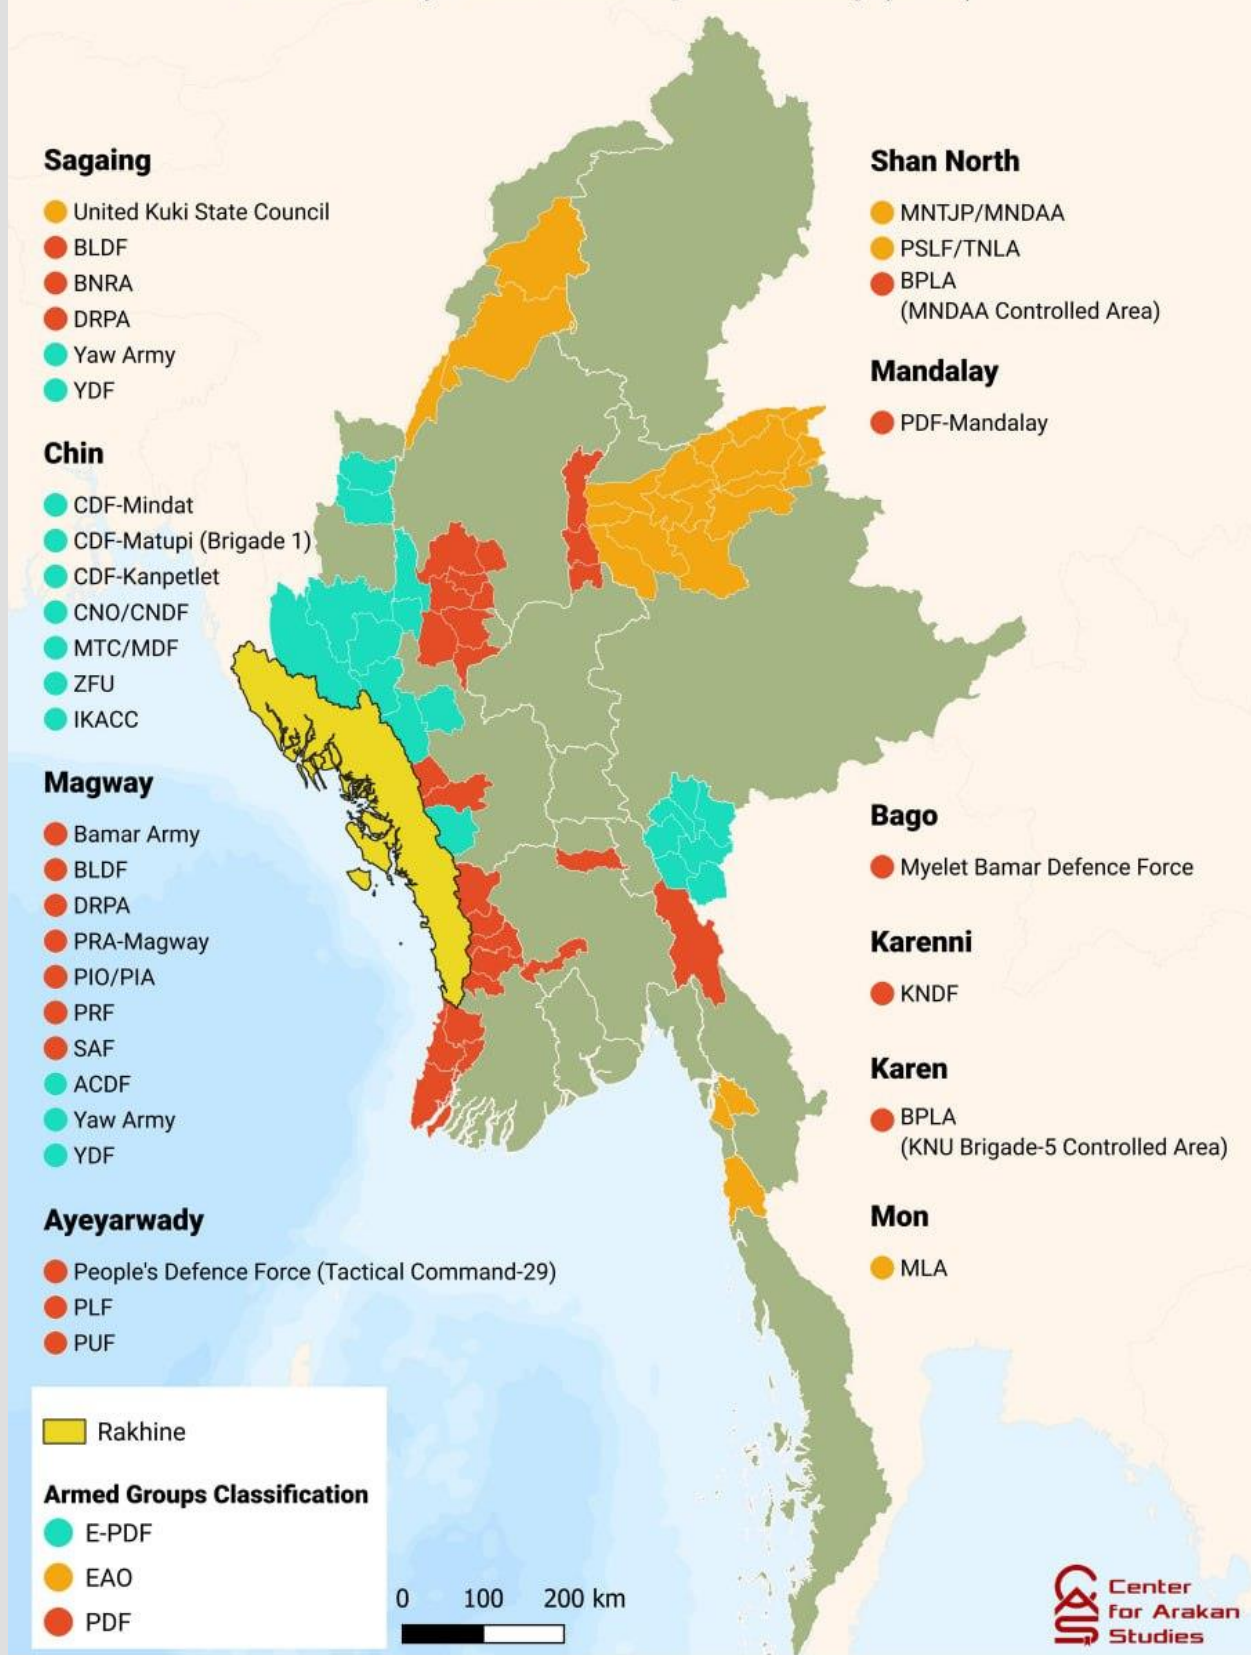 Sagaing
United Kuki State Council
BLDF
BNRA
DRPA
Yaw Army
YDF
Chin
CDF-Mindat
CDF-Matupi (Brigade 1)
CDF-Kanpetlet
CNO/CNDF
MTC/MDF
ZFU
IKACC
Magway
Bamar Army
BLDF
DRPA
PRA-Magway
PIO/PIA
PRF
SAF
ACDF
Yaw Army
YDF
Ayeyarwady
People's Defence Force (Tactical Command-29)
PLF
PUF
Rakhine
Armed Groups Classification
E-PDF
EAO
PDF
0 100 200 km
Shan North
MNTJP/MNDAA
PSLF/TNLA
BPLA
(MNDAA Controlled Area)
Mandalay
PDF-Mandalay
Bago
Myelet Bamar Defence Force
Karenni
KNDF
Karen
BPLA
(KNU Brigade-5 Controlled Area)
Mon
MLA
CAS
Center
for Arakan
Studies